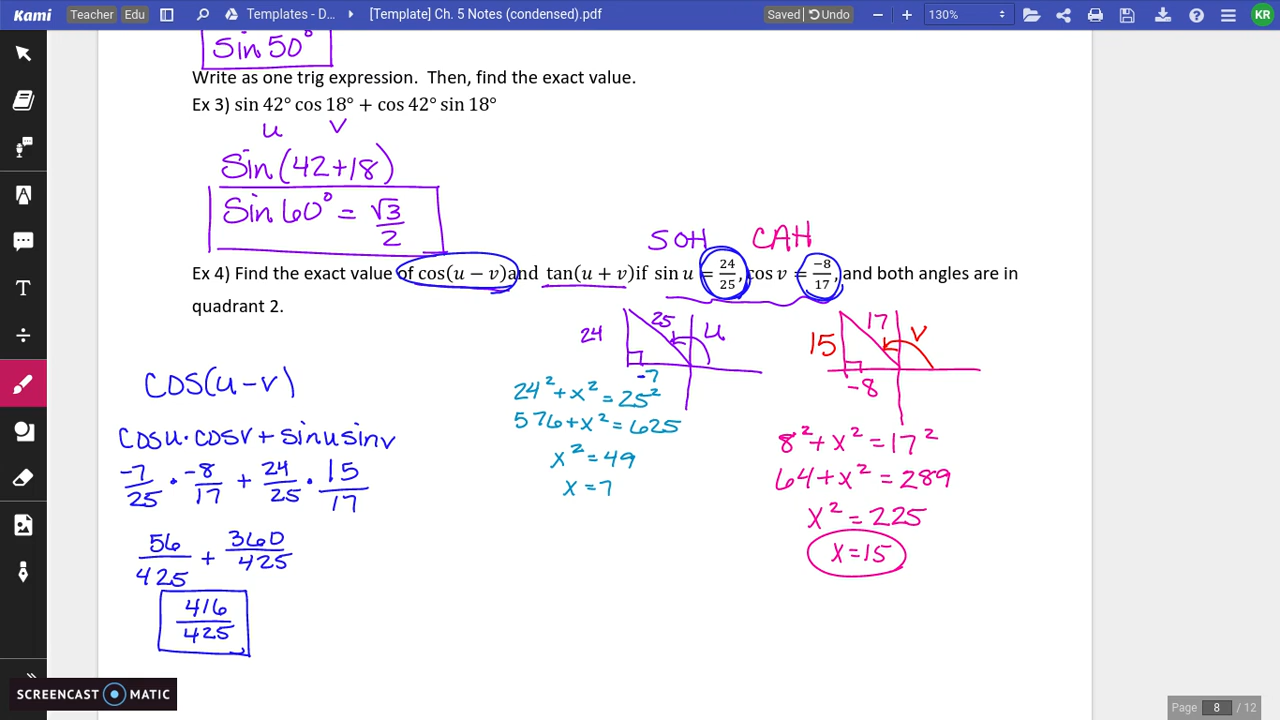 Kami Teacher Edu Templates - D... [Template] Ch. 5 Notes (condensed).pdf Saved Undo 130% KR
Sin 50°
Write as one trig expression. Then, find the exact value.
Ex 3) sin 42° cos 18° + cos 42° sin 18°
u v
Sin(42+18)
Sin 60° = √3/2
SOH CAH
Ex 4) Find the exact value of cos(u − v)and tan(u + v)if sin u = 24/25, cos v = −8/17, and both angles are in
quadrant 2.
24 25 u -7
15 17 v -8
cos(u-v)
cosu·cosv + sinusinv
-7/25 · -8/17 + 24/25 · 15/17
56/425 + 360/425
416/425
24² + x² = 25²
576 + x² = 625
x² = 49
x = 7
8² + x² = 17²
64 + x² = 289
x² = 225
x = 15
SCREENCAST MATIC
Page 8 / 12